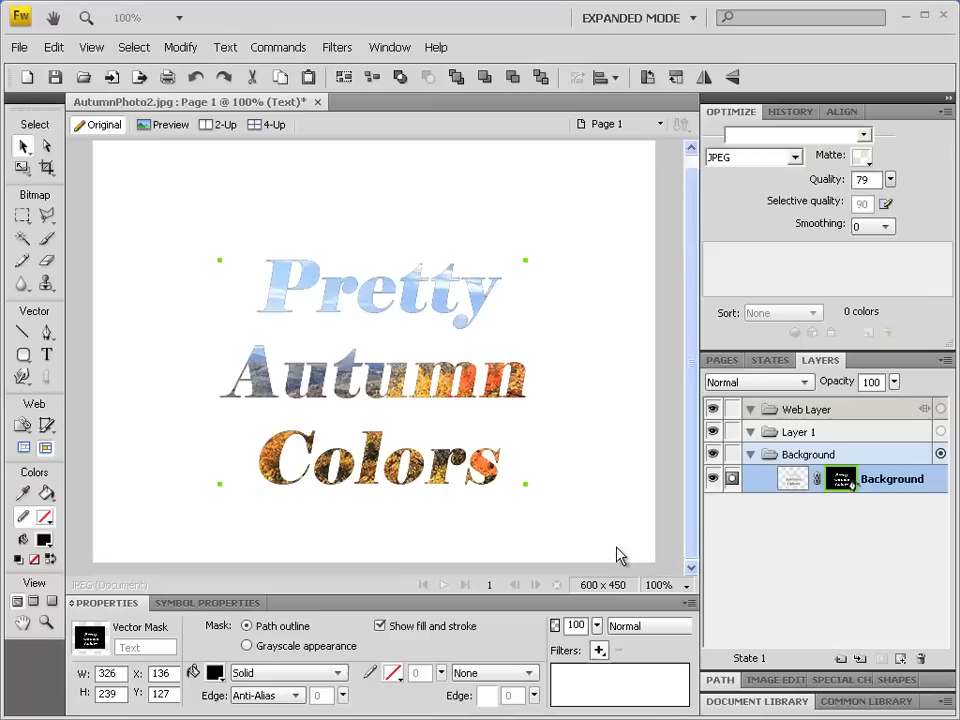 Fw 100% EXPANDED MODE
File Edit View Select Modify Text Commands Filters Window Help
AutumnPhoto2.jpg : Page 1 @ 100% (Text)*
Original Preview 2-Up 4-Up Page 1
Select
Bitmap
Vector
Web
Colors
View
Pretty
Autumn
Colors
JPEG (Document) 1 600 x 450 100%
OPTIMIZE HISTORY ALIGN
JPEG Matte:
Quality: 79
Selective quality: 90
Smoothing: 0
Sort: None 0 colors
PAGES STATES LAYERS
Normal Opacity 100
Web Layer
Layer 1
Background
Background
State 1
PATH IMAGE EDIT SPECIAL CH SHAPES
DOCUMENT LIBRARY COMMON LIBRARY
PROPERTIES SYMBOL PROPERTIES
Vector Mask Mask: Path outline Show fill and stroke 100 Normal
Text Grayscale appearance Filters:
W: 326 X: 136 Solid 0 None
H: 239 Y: 127 Edge: Anti-Alias 0 Edge: 0